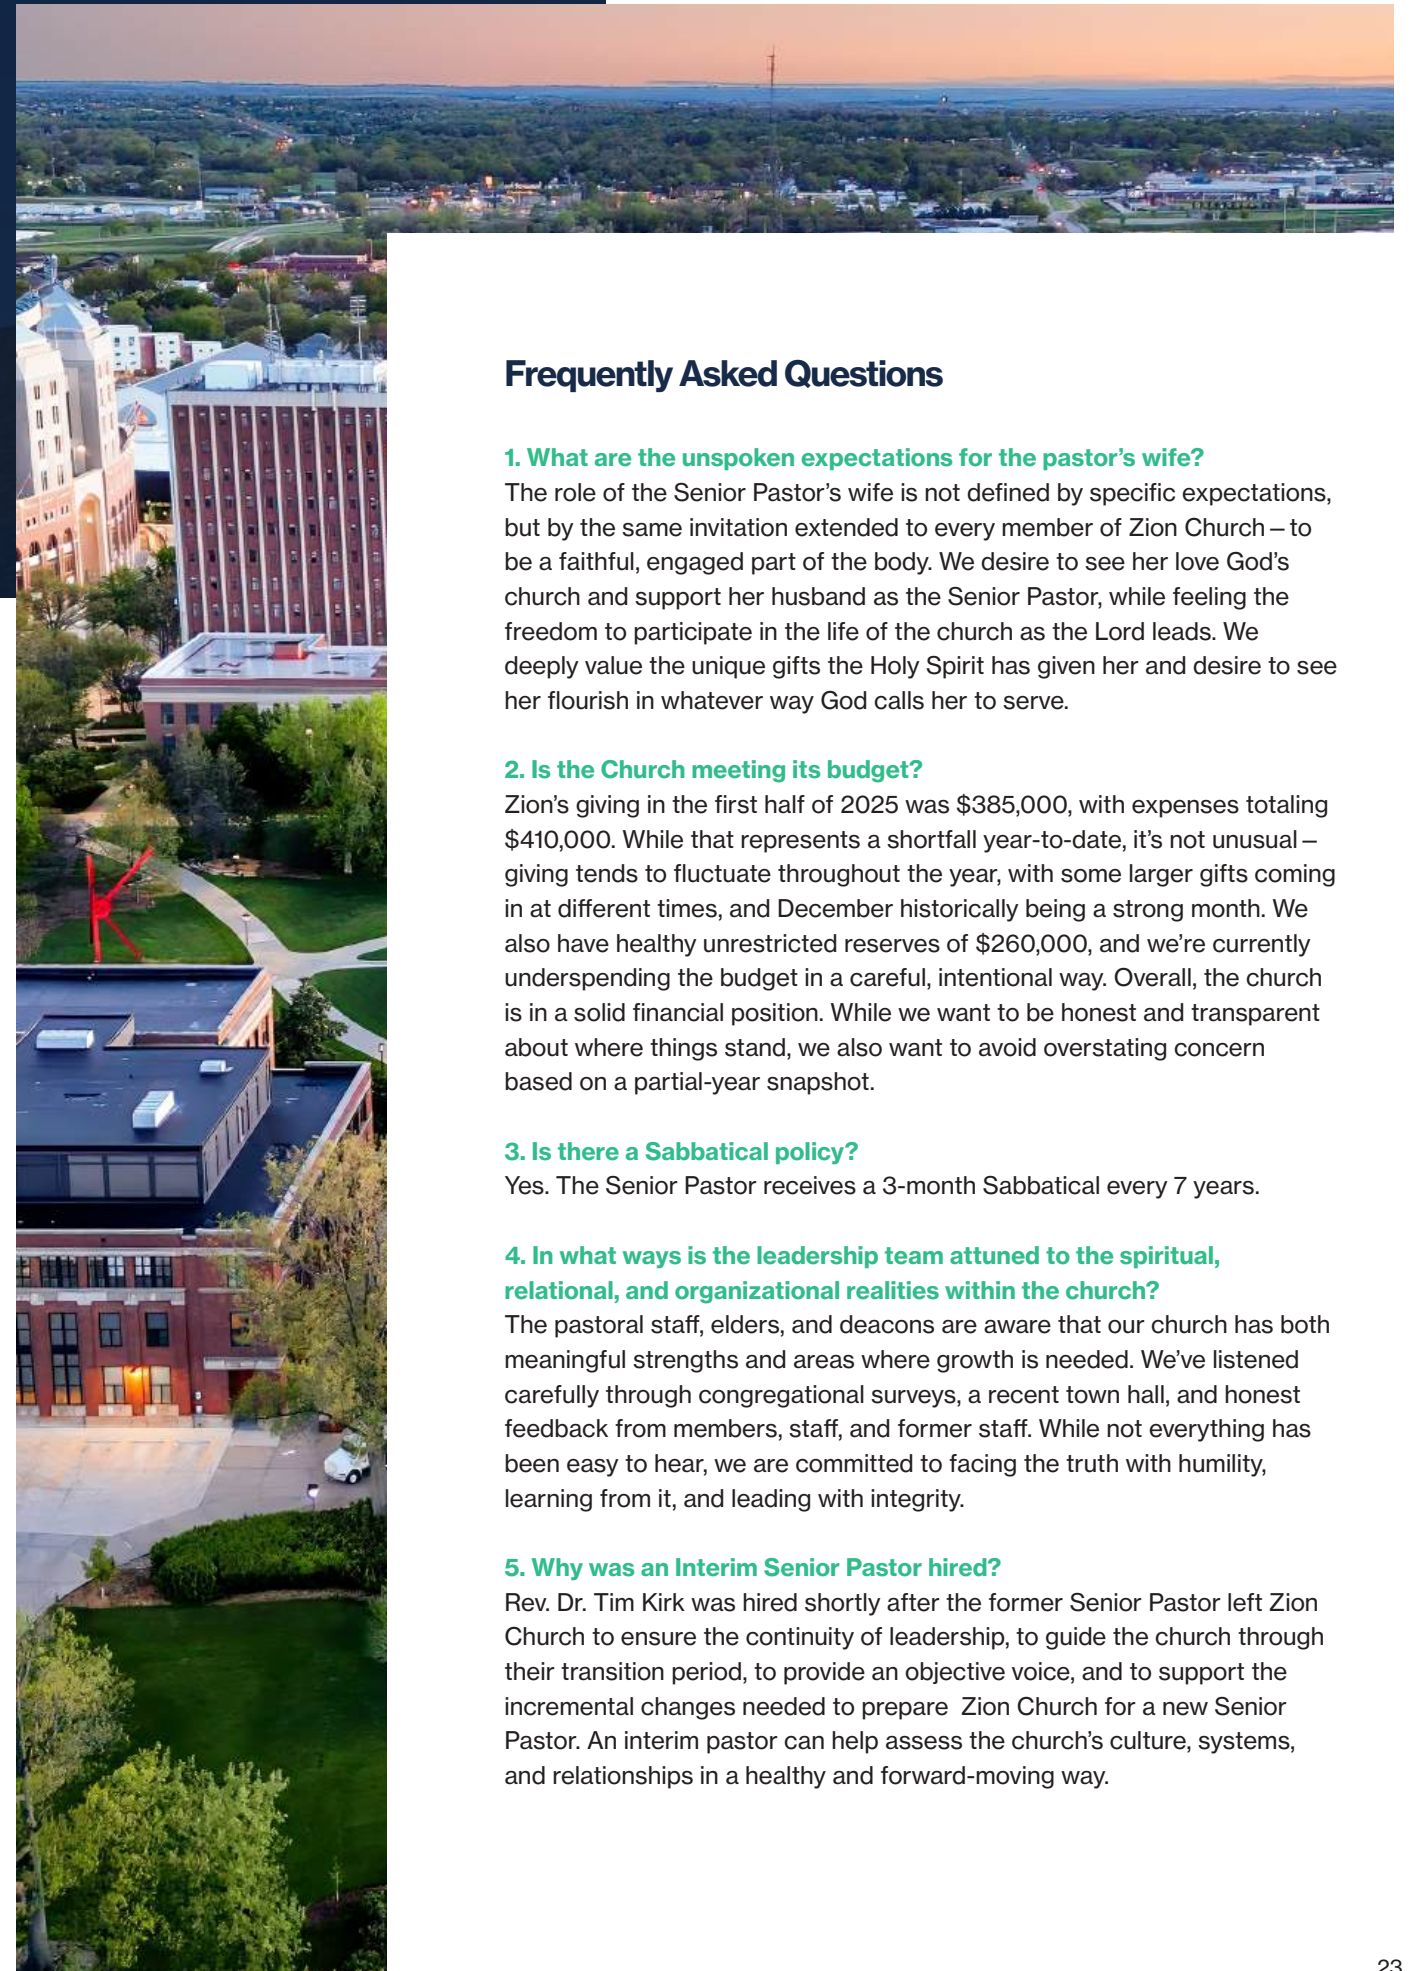 Frequently Asked Questions
1. What are the unspoken expectations for the pastor’s wife?
The role of the Senior Pastor’s wife is not defined by specific expectations,
but by the same invitation extended to every member of Zion Church – to
be a faithful, engaged part of the body. We desire to see her love God’s
church and support her husband as the Senior Pastor, while feeling the
freedom to participate in the life of the church as the Lord leads. We
deeply value the unique gifts the Holy Spirit has given her and desire to see
her flourish in whatever way God calls her to serve.
2. Is the Church meeting its budget?
Zion’s giving in the first half of 2025 was $385,000, with expenses totaling
$410,000. While that represents a shortfall year-to-date, it’s not unusual –
giving tends to fluctuate throughout the year, with some larger gifts coming
in at different times, and December historically being a strong month. We
also have healthy unrestricted reserves of $260,000, and we’re currently
underspending the budget in a careful, intentional way. Overall, the church
is in a solid financial position. While we want to be honest and transparent
about where things stand, we also want to avoid overstating concern
based on a partial-year snapshot.
3. Is there a Sabbatical policy?
Yes. The Senior Pastor receives a 3-month Sabbatical every 7 years.
4. In what ways is the leadership team attuned to the spiritual,
relational, and organizational realities within the church?
The pastoral staff, elders, and deacons are aware that our church has both
meaningful strengths and areas where growth is needed. We’ve listened
carefully through congregational surveys, a recent town hall, and honest
feedback from members, staff, and former staff. While not everything has
been easy to hear, we are committed to facing the truth with humility,
learning from it, and leading with integrity.
5. Why was an Interim Senior Pastor hired?
Rev. Dr. Tim Kirk was hired shortly after the former Senior Pastor left Zion
Church to ensure the continuity of leadership, to guide the church through
their transition period, to provide an objective voice, and to support the
incremental changes needed to prepare Zion Church for a new Senior
Pastor. An interim pastor can help assess the church’s culture, systems,
and relationships in a healthy and forward-moving way.
23